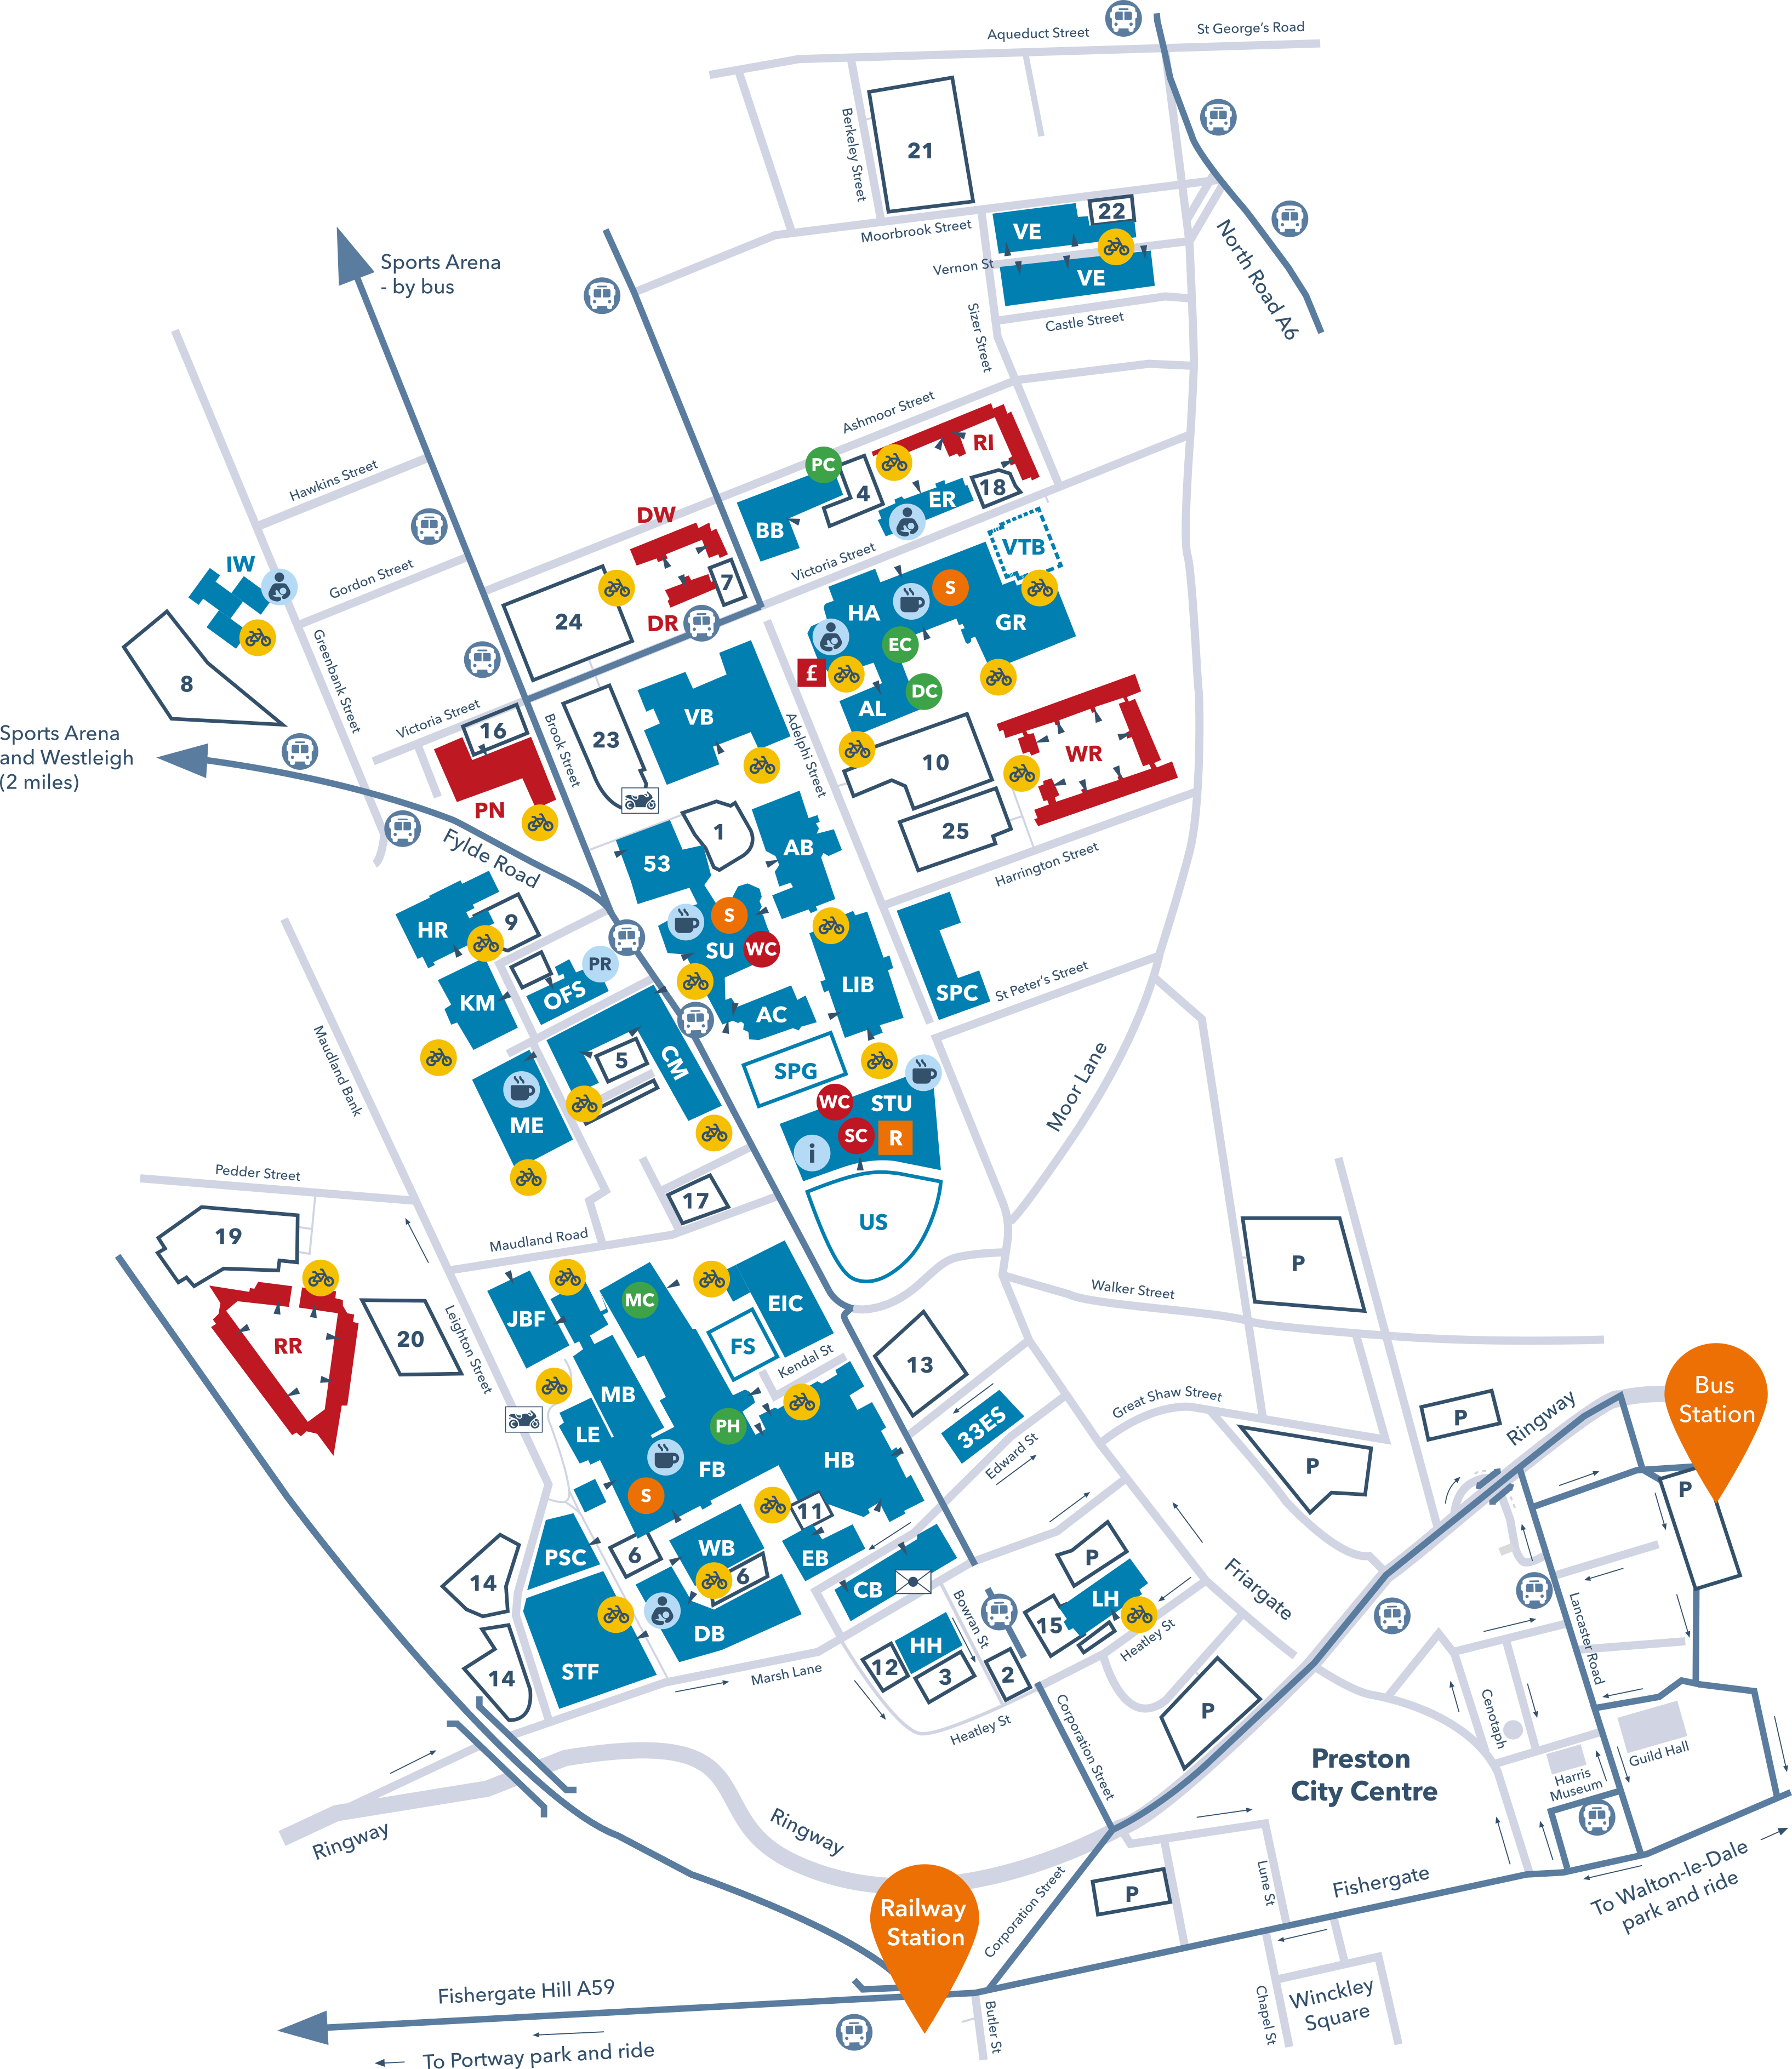 Aqueduct Street
St George's Road
Berkeley Street
21
22
VE
Moorbrook Street
Vernon St
VE
North Road A6
Sports Arena
- by bus
Sizer Street
Castle Street
Ashmoor Street
RI
PC
4
18
ER
BB
Hawkins Street
DW
VTB
Victoria Street
IW
Gordon Street
7
S
HA
GR
24
DR
EC
8
Greenbank Street
£
DC
AL
VB
Victoria Street
16
Brook Street
23
Adelphi Street
Sports Arena
and Westleigh
(2 miles)
10
WR
PN
25
1
Fylde Road
53
AB
Harrington Street
HR
9
S
SU
WC
PR
KM
OFS
LIB
SPC
St Peter's Street
AC
Maudland Bank
5
CM
SPG
Moor Lane
ME
WC
STU
SC
R
i
Pedder Street
17
US
19
Maudland Road
P
Walker Street
JBF
MC
EIC
RR
20
Leighton Street
FS
Kendal St
13
MB
Great Shaw Street
33ES
Edward St
LE
PH
FB
HB
S
P
Ringway
Bus
Station
P
P
11
PSC
6
WB
EB
6
CB
14
P
LH
Friargate
DB
STF
Bowran St
15
Heatley St
Lancaster Road
HH
12
3
2
14
Marsh Lane
Heatley St
Corporation Street
P
Cenotaph
Guild Hall
Harris
Museum
Preston
City Centre
Ringway
Ringway
P
Lune St
Fishergate
To Walton-le-Dale
park and ride
Railway
Station
Corporation Street
Fishergate Hill A59
Butler St
Chapel St
Winckley
Square
To Portway park and ride